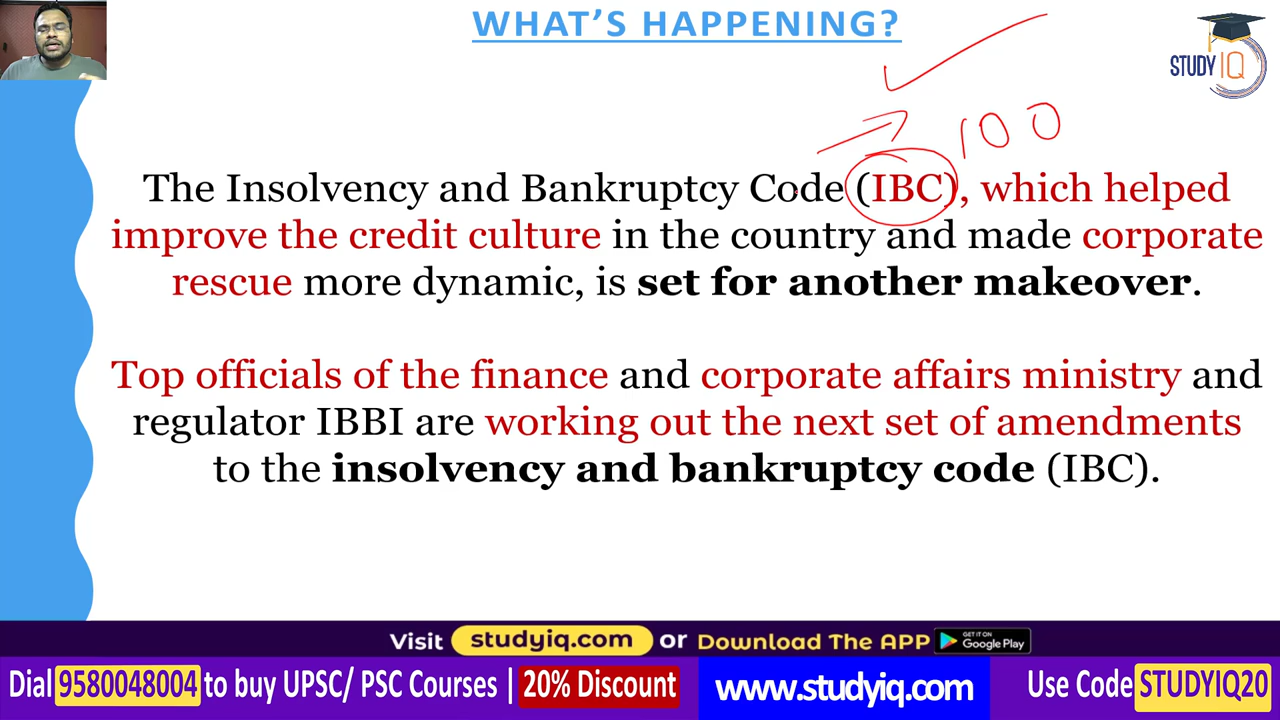 WHAT'S HAPPENING?
STUDY IQ
100
The Insolvency and Bankruptcy Code (IBC), which helped
improve the credit culture in the country and made corporate
rescue more dynamic, is set for another makeover.
Top officials of the finance and corporate affairs ministry and
regulator IBBI are working out the next set of amendments
to the insolvency and bankruptcy code (IBC).
Visit studyiq.com or Download The APP GET IT ON Google Play
Dial 9580048004 to buy UPSC/ PSC Courses | 20% Discount www.studyiq.com Use Code STUDYIQ20